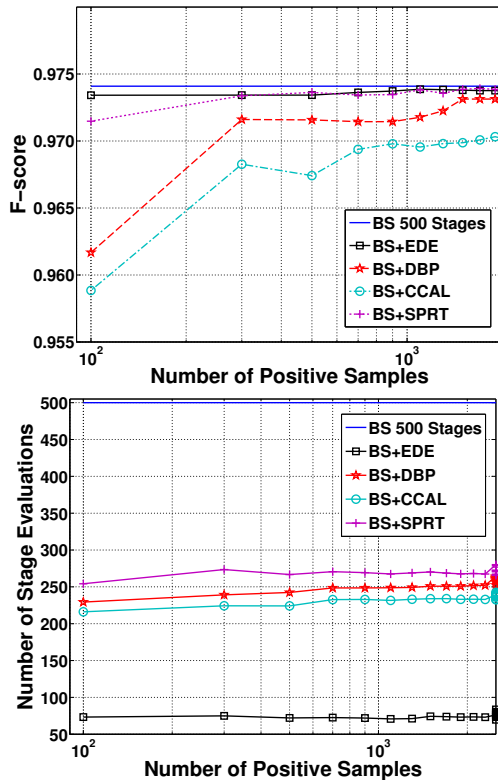 0.975
0.970
0.965
0.960
0.955
F−score
BS 500 Stages
BS+EDE
BS+DBP
BS+CCAL
BS+SPRT
10^2
10^3
Number of Positive Samples
500
450
400
350
300
250
200
150
100
50
Number of Stage Evaluations
BS 500 Stages
BS+EDE
BS+DBP
BS+CCAL
BS+SPRT
10^2
10^3
Number of Positive Samples